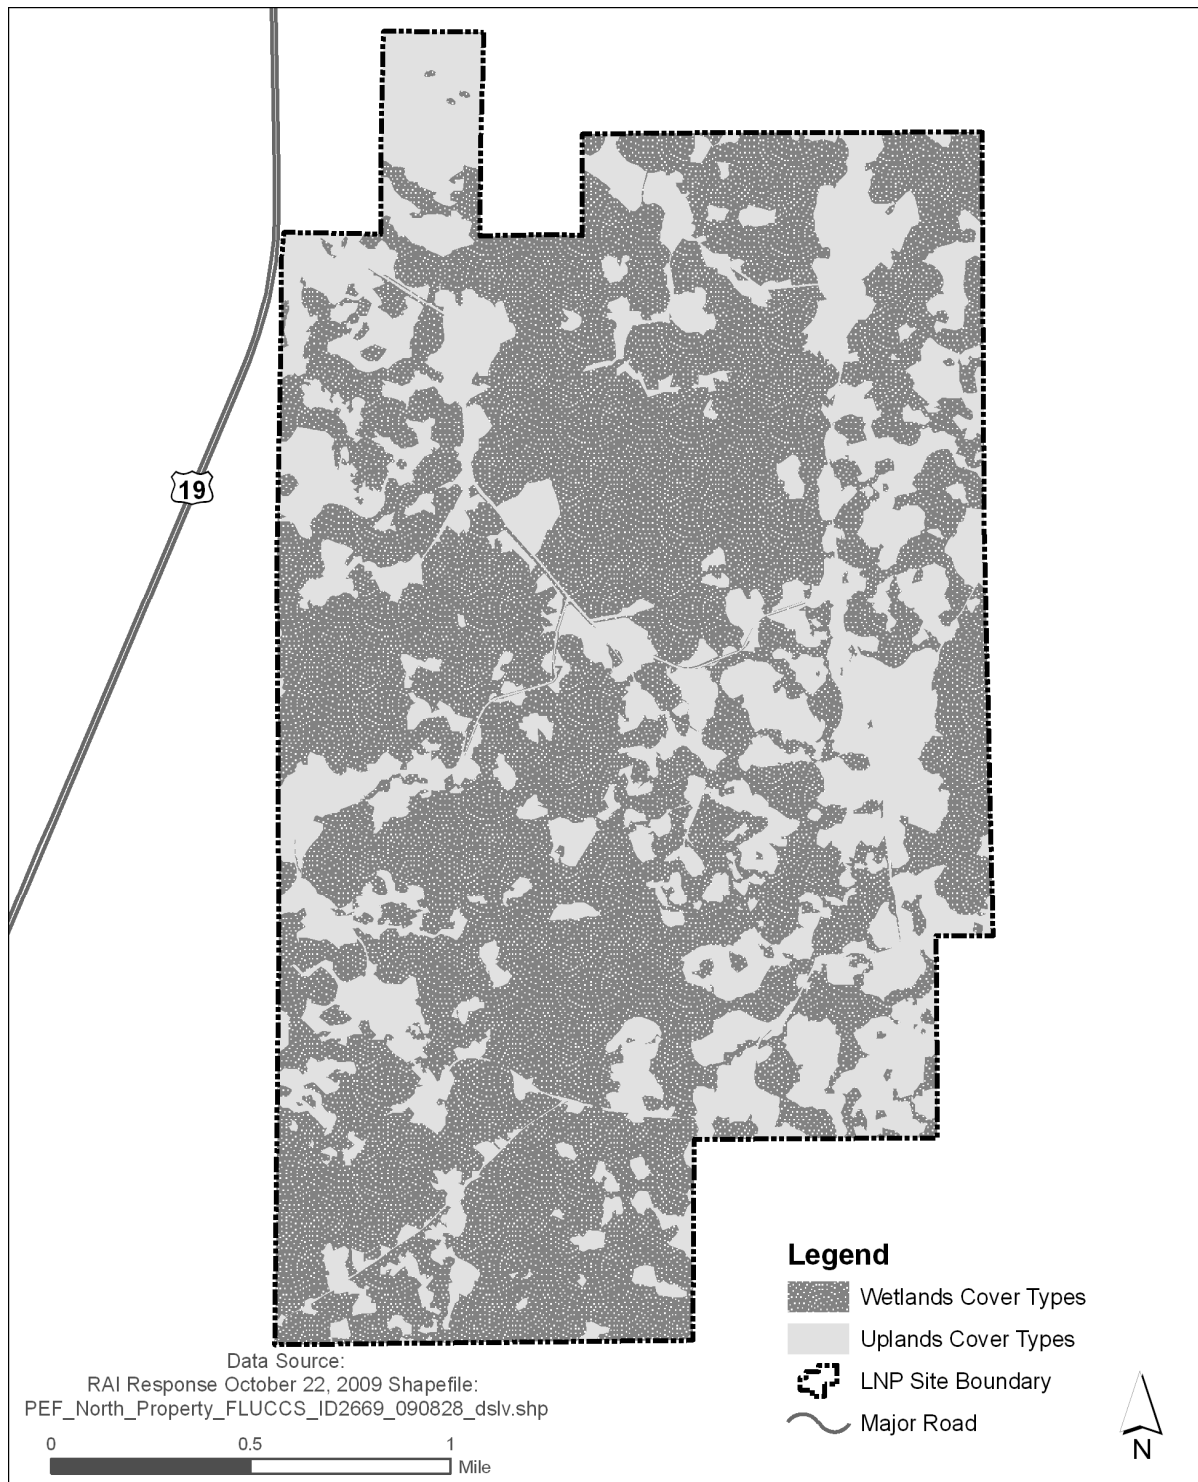 19
Legend
Wetlands Cover Types
Uplands Cover Types
LNP Site Boundary
Major Road
Data Source:
RAI Response October 22, 2009 Shapefile:
PEF_North_Property_FLUCCS_ID2669_090828_dslv.shp
0 0.5 1
Mile
N